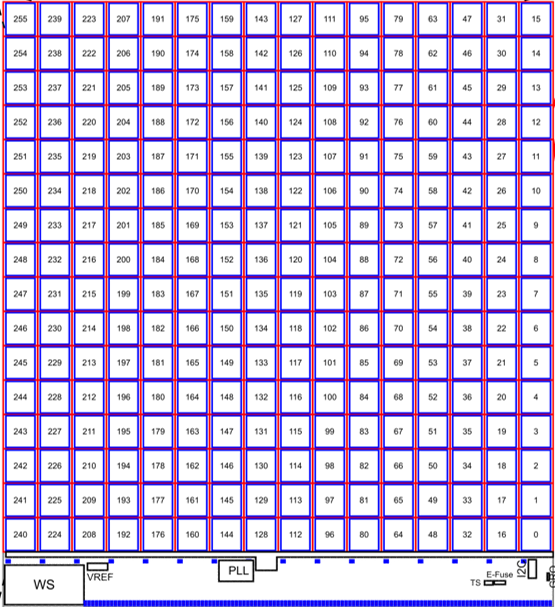 255 239 223 207 191 175 159 143 127 111 95 79 63 47 31 15
254 238 222 206 190 174 158 142 126 110 94 78 62 46 30 14
253 237 221 205 189 173 157 141 125 109 93 77 61 45 29 13
252 236 220 204 188 172 156 140 124 108 92 76 60 44 28 12
251 235 219 203 187 171 155 139 123 107 91 75 59 43 27 11
250 234 218 202 186 170 154 138 122 106 90 74 58 42 26 10
249 233 217 201 185 169 153 137 121 105 89 73 57 41 25 9
248 232 216 200 184 168 152 136 120 104 88 72 56 40 24 8
247 231 215 199 183 167 151 135 119 103 87 71 55 39 23 7
246 230 214 198 182 166 150 134 118 102 86 70 54 38 22 6
245 229 213 197 181 165 149 133 117 101 85 69 53 37 21 5
244 228 212 196 180 164 148 132 116 100 84 68 52 36 20 4
243 227 211 195 179 163 147 131 115 99 83 67 51 35 19 3
242 226 210 194 178 162 146 130 114 98 82 66 50 34 18 2
241 225 209 193 177 161 145 129 113 97 81 65 49 33 17 1
240 224 208 192 176 160 144 128 112 96 80 64 48 32 16 0
WS
VREF
PLL
E-Fuse
TS
I2C